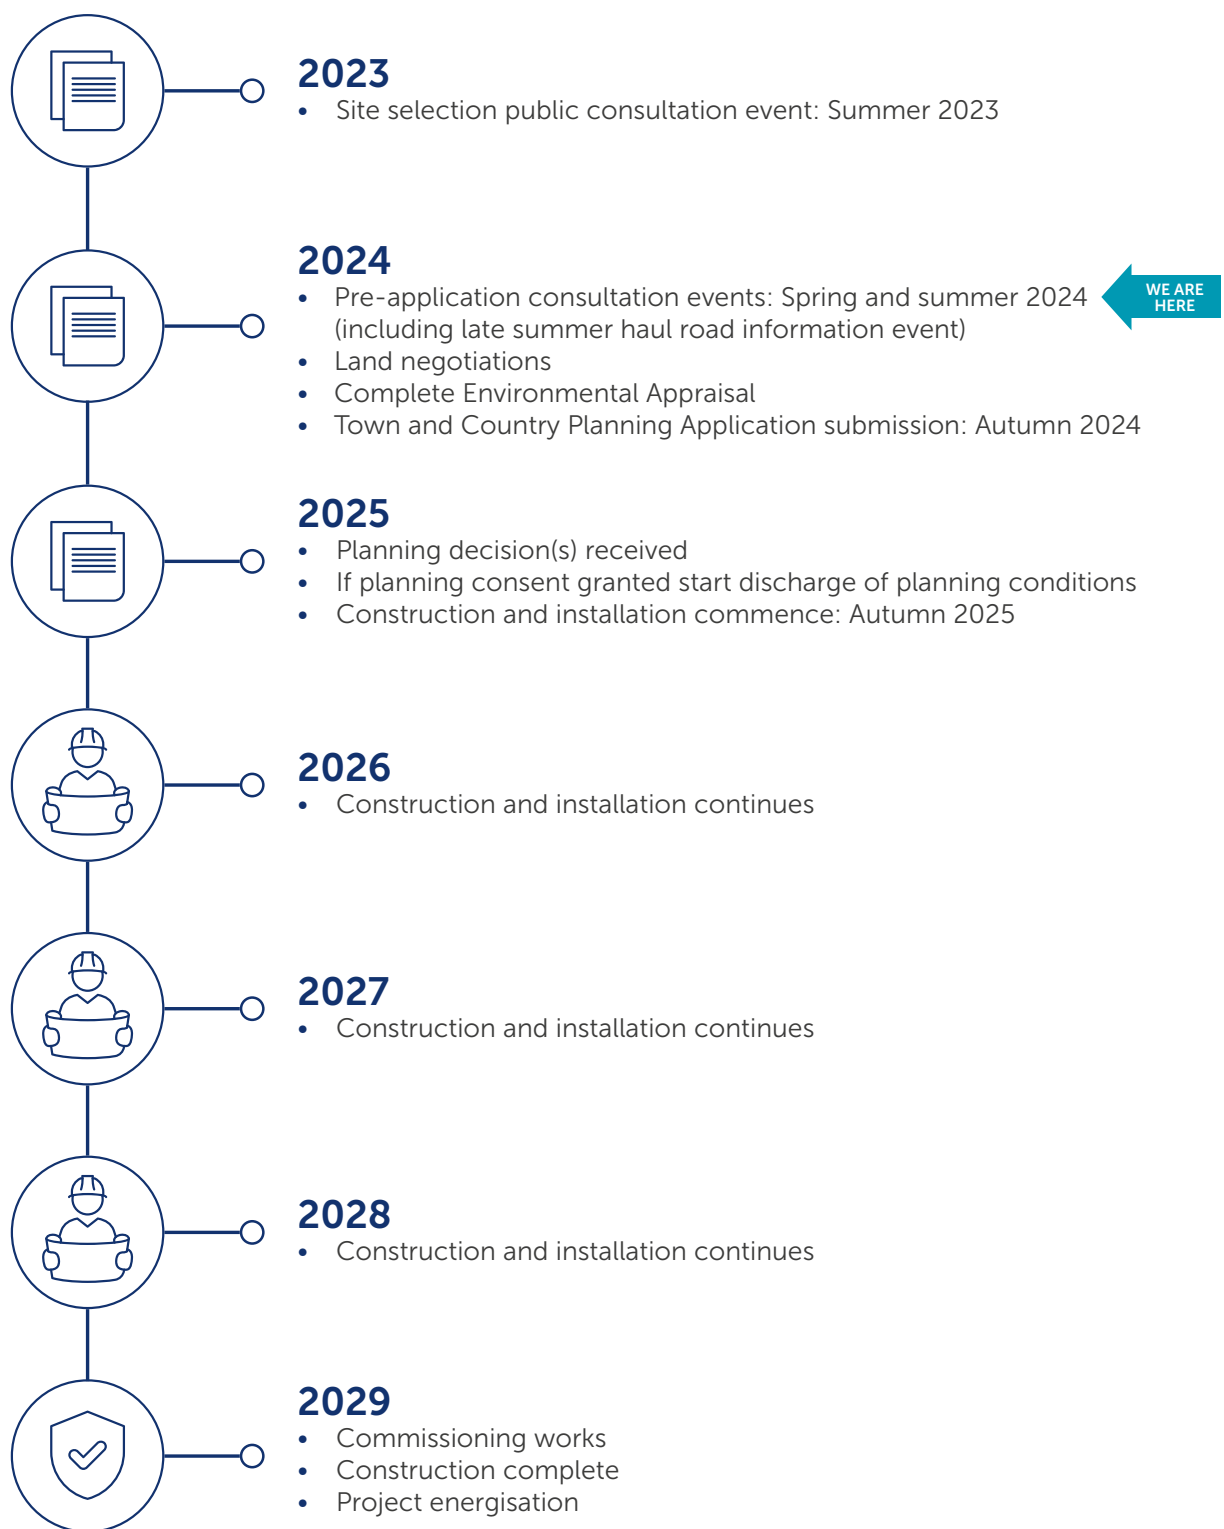 2023
• Site selection public consultation event: Summer 2023
2024
• Pre-application consultation events: Spring and summer 2024
(including late summer haul road information event)
WE ARE
HERE
• Land negotiations
• Complete Environmental Appraisal
• Town and Country Planning Application submission: Autumn 2024
2025
• Planning decision(s) received
• If planning consent granted start discharge of planning conditions
• Construction and installation commence: Autumn 2025
2026
• Construction and installation continues
2027
• Construction and installation continues
2028
• Construction and installation continues
2029
• Commissioning works
• Construction complete
• Project energisation